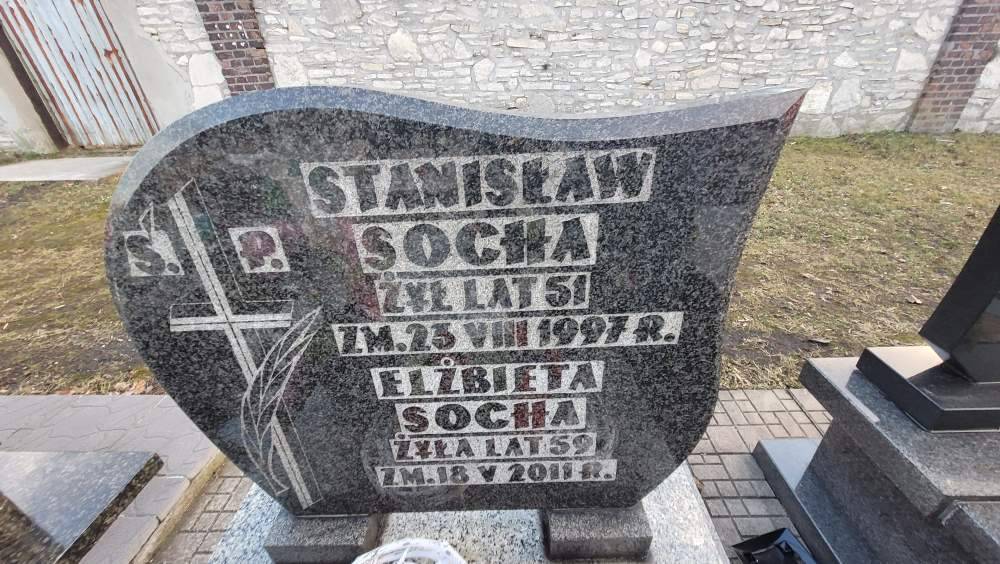 Ś. P.
STANISŁAW
SOCHA
ŻYŁ LAT 51
ZM. 23 VIII 1997 R.
ELŻBIETA
SOCHA
ŻYŁA LAT 59
ZM. 18 V 2011 R.